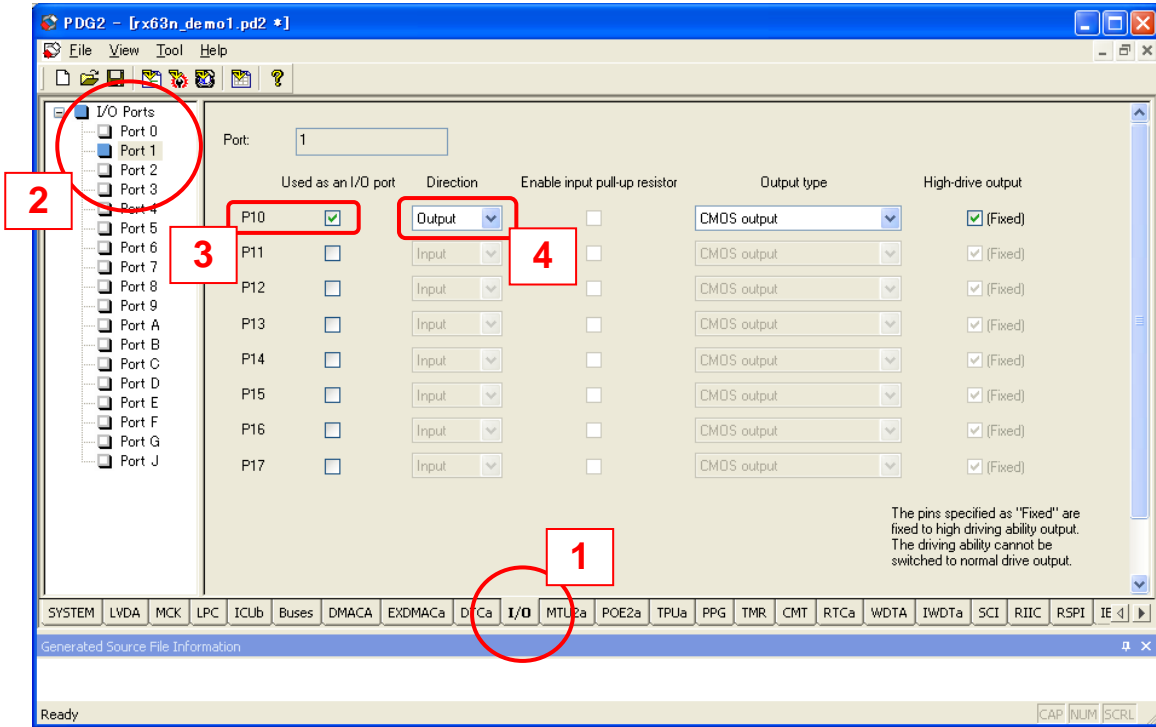 PDG2 - [rx63n_demo1.pd2 *]
File View Tool Help
I/O Ports
Port 0
Port 1
Port 2
Port 3
Port 4
Port 5
Port 6
Port 7
Port 8
Port 9
Port A
Port B
Port C
Port D
Port E
Port F
Port G
Port J
2
Port: 1
Used as an I/O port Direction Enable input pull-up resistor Output type High-drive output
P10 Output CMOS output (Fixed)
3
4
P11 Input CMOS output (Fixed)
P12 Input CMOS output (Fixed)
P13 Input CMOS output (Fixed)
P14 Input CMOS output (Fixed)
P15 Input CMOS output (Fixed)
P16 Input CMOS output (Fixed)
P17 Input CMOS output (Fixed)
The pins specified as "Fixed" are
fixed to high driving ability output.
The driving ability cannot be
switched to normal drive output.
1
SYSTEM LVDA MCK LPC ICUb Buses DMACA EXDMACa DTCa I/O MTU2a POE2a TPUa PPG TMR CMT RTCa WDTA IWDTa SCI RIIC RSPI IE
Generated Source File Information
Ready CAP NUM SCRL